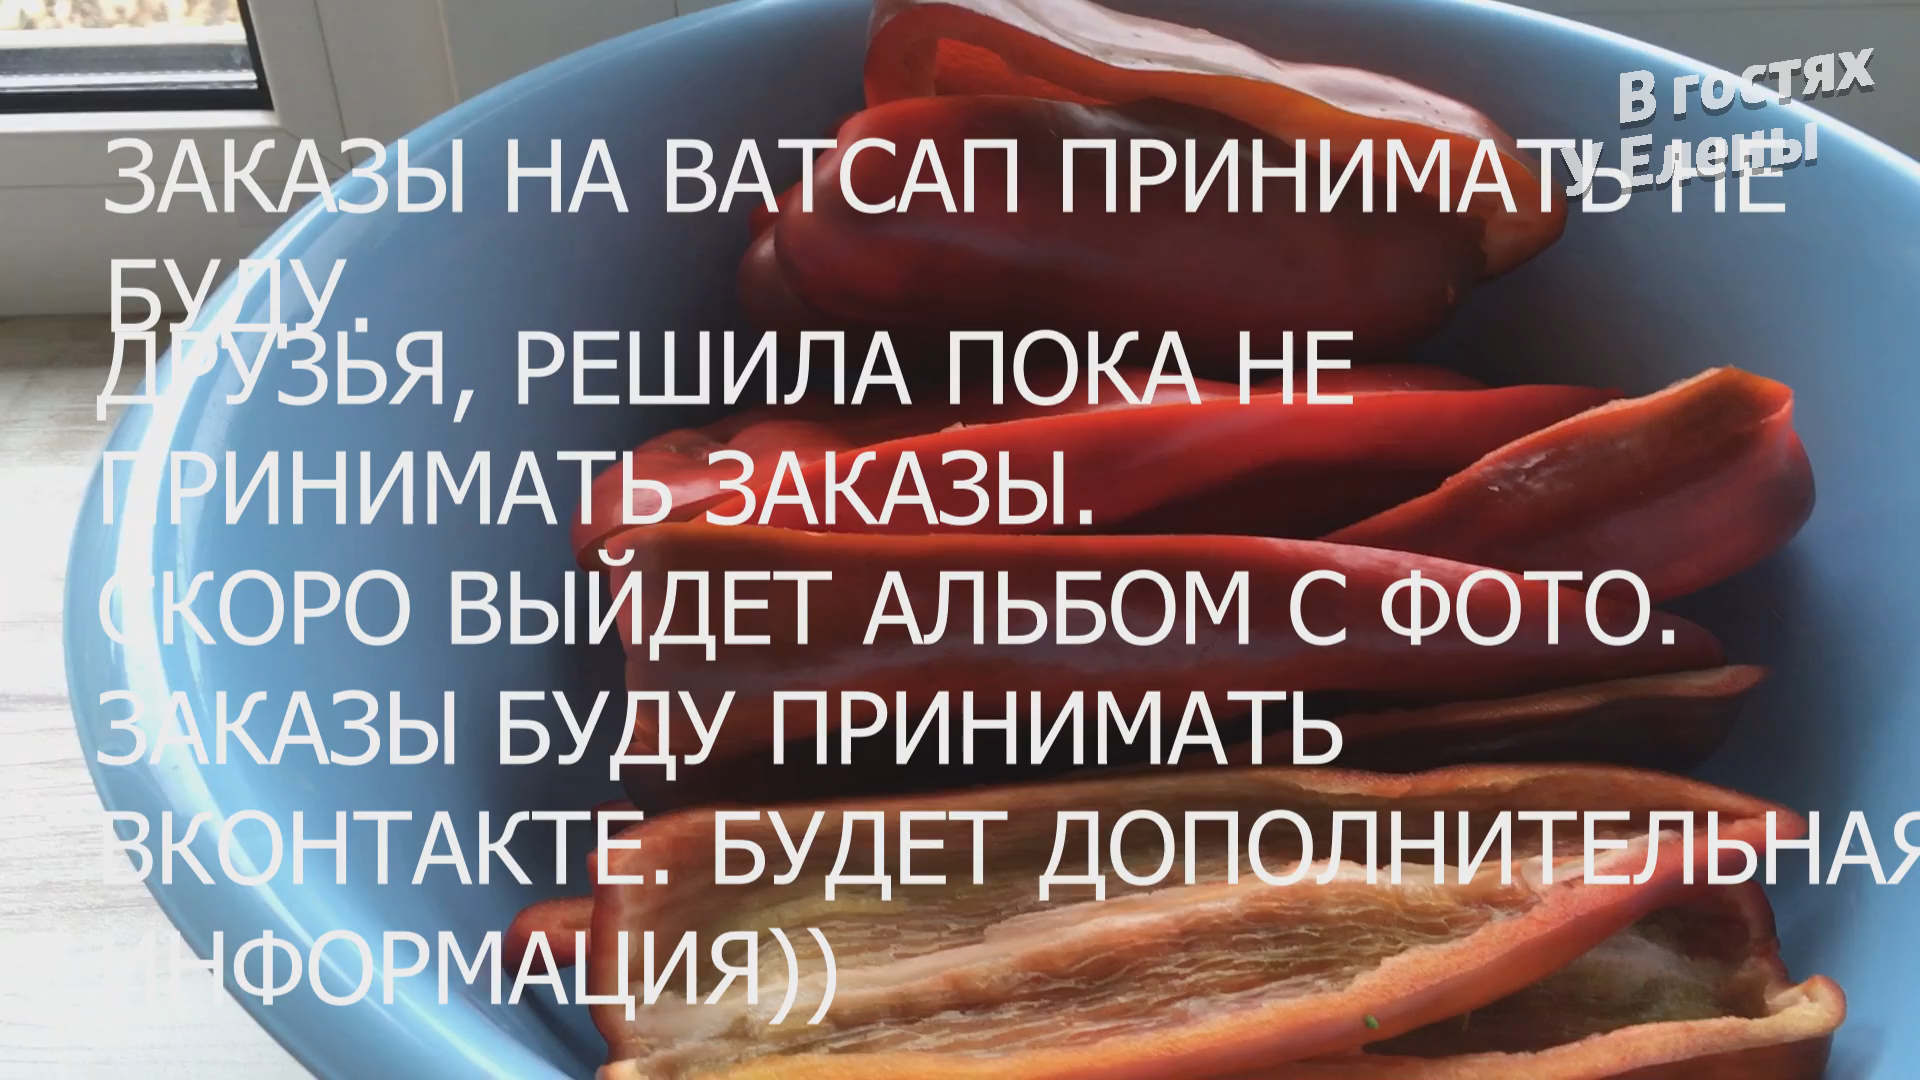 В гостях
у Елены
ЗАКАЗЫ НА ВАТСАП ПРИНИМАТЬ НЕ
БУДУ.
ДРУЗЬЯ, РЕШИЛА ПОКА НЕ
ПРИНИМАТЬ ЗАКАЗЫ.
СКОРО ВЫЙДЕТ АЛЬБОМ С ФОТО.
ЗАКАЗЫ БУДУ ПРИНИМАТЬ
ВКОНТАКТЕ. БУДЕТ ДОПОЛНИТЕЛЬНАЯ
ИНФОРМАЦИЯ))